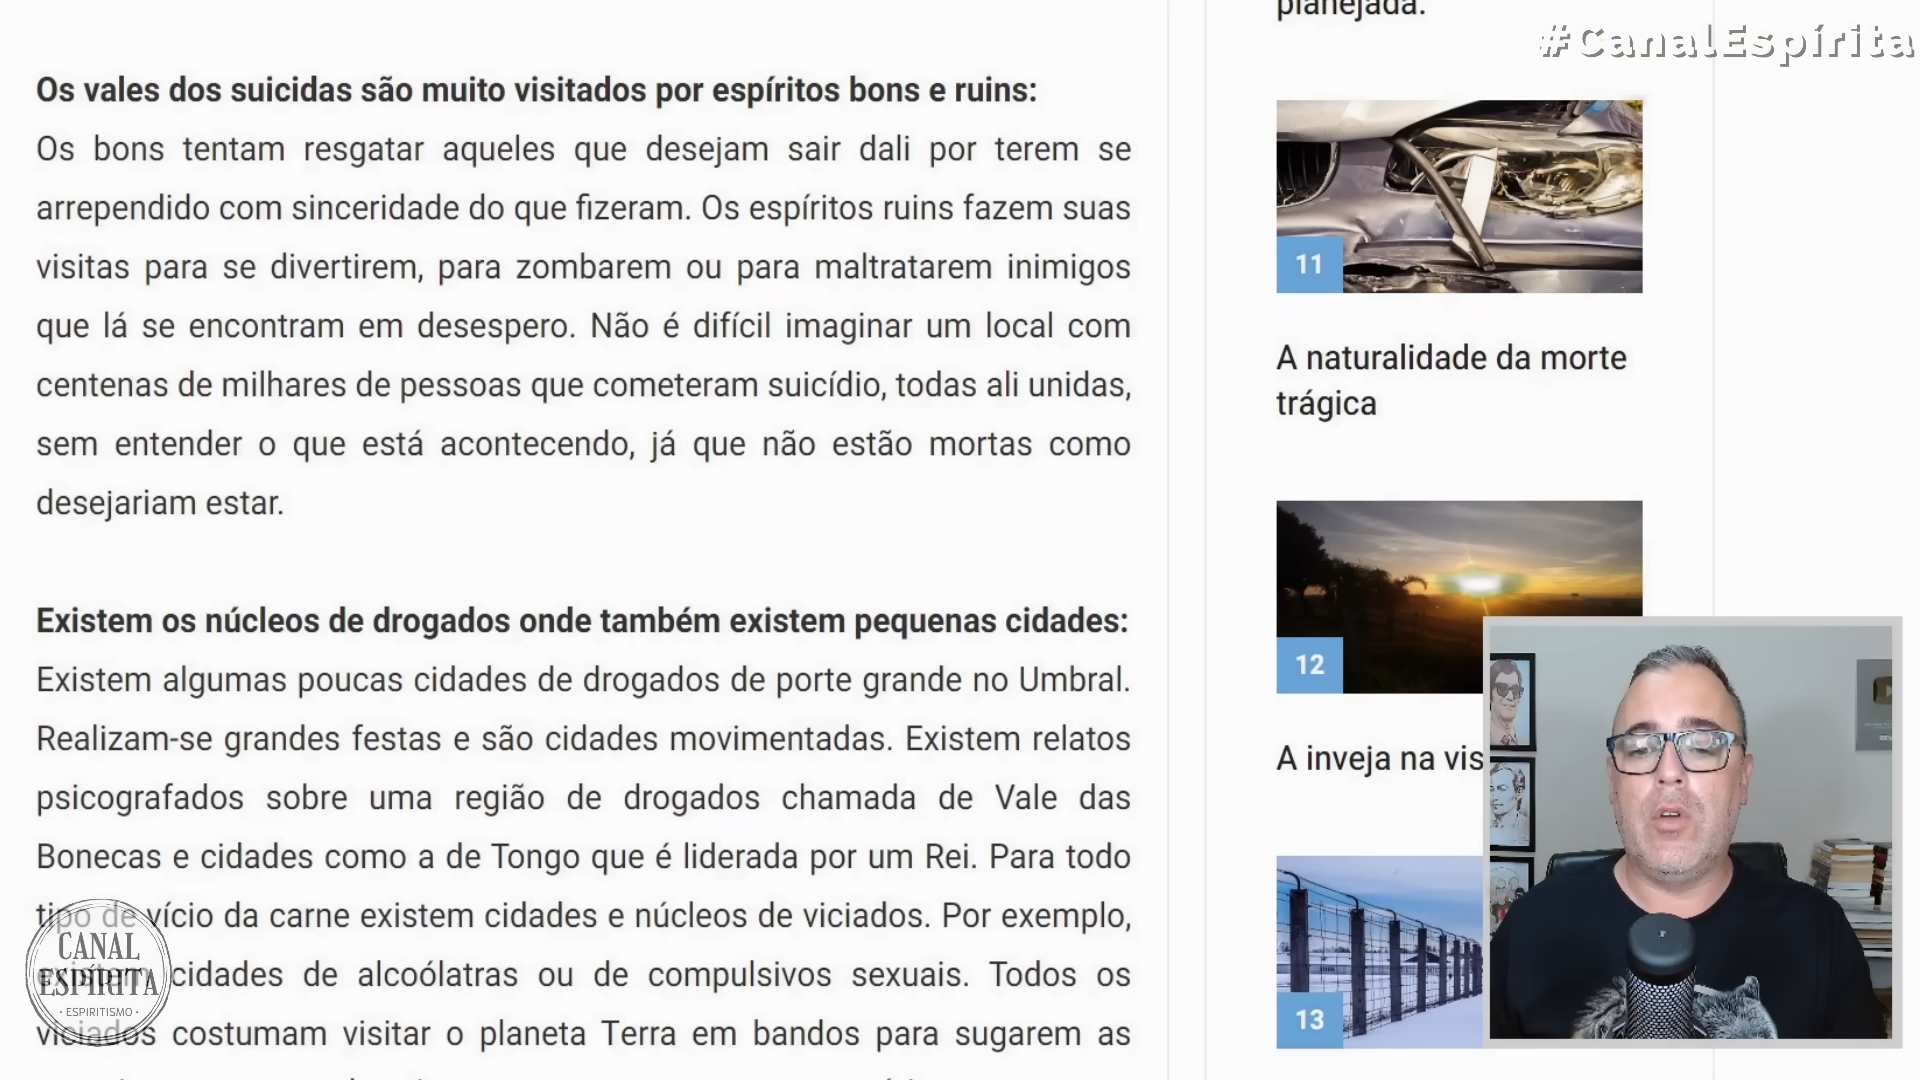 Os vales dos suicidas são muito visitados por espíritos bons e ruins:
Os bons tentam resgatar aqueles que desejam sair dali por terem se
arrependido com sinceridade do que fizeram. Os espíritos ruins fazem suas
visitas para se divertirem, para zombarem ou para maltratarem inimigos
que lá se encontram em desespero. Não é difícil imaginar um local com
centenas de milhares de pessoas que cometeram suicídio, todas ali unidas,
sem entender o que está acontecendo, já que não estão mortas como
desejariam estar.
Existem os núcleos de drogados onde também existem pequenas cidades:
Existem algumas poucas cidades de drogados de porte grande no Umbral.
Realizam-se grandes festas e são cidades movimentadas. Existem relatos
psicografados sobre uma região de drogados chamada de Vale das
Bonecas e cidades como a de Tongo que é liderada por um Rei. Para todo
tipo de vício da carne existem cidades e núcleos de viciados. Por exemplo,
existem cidades de alcoólatras ou de compulsivos sexuais. Todos os
viciados costumam visitar o planeta Terra em bandos para sugarem as
planejada.
#CanalEspírita
11
A naturalidade da morte
trágica
12
A inveja na vis
13
CANAL
ESPÍRITA
· ESPIRITISMO ·